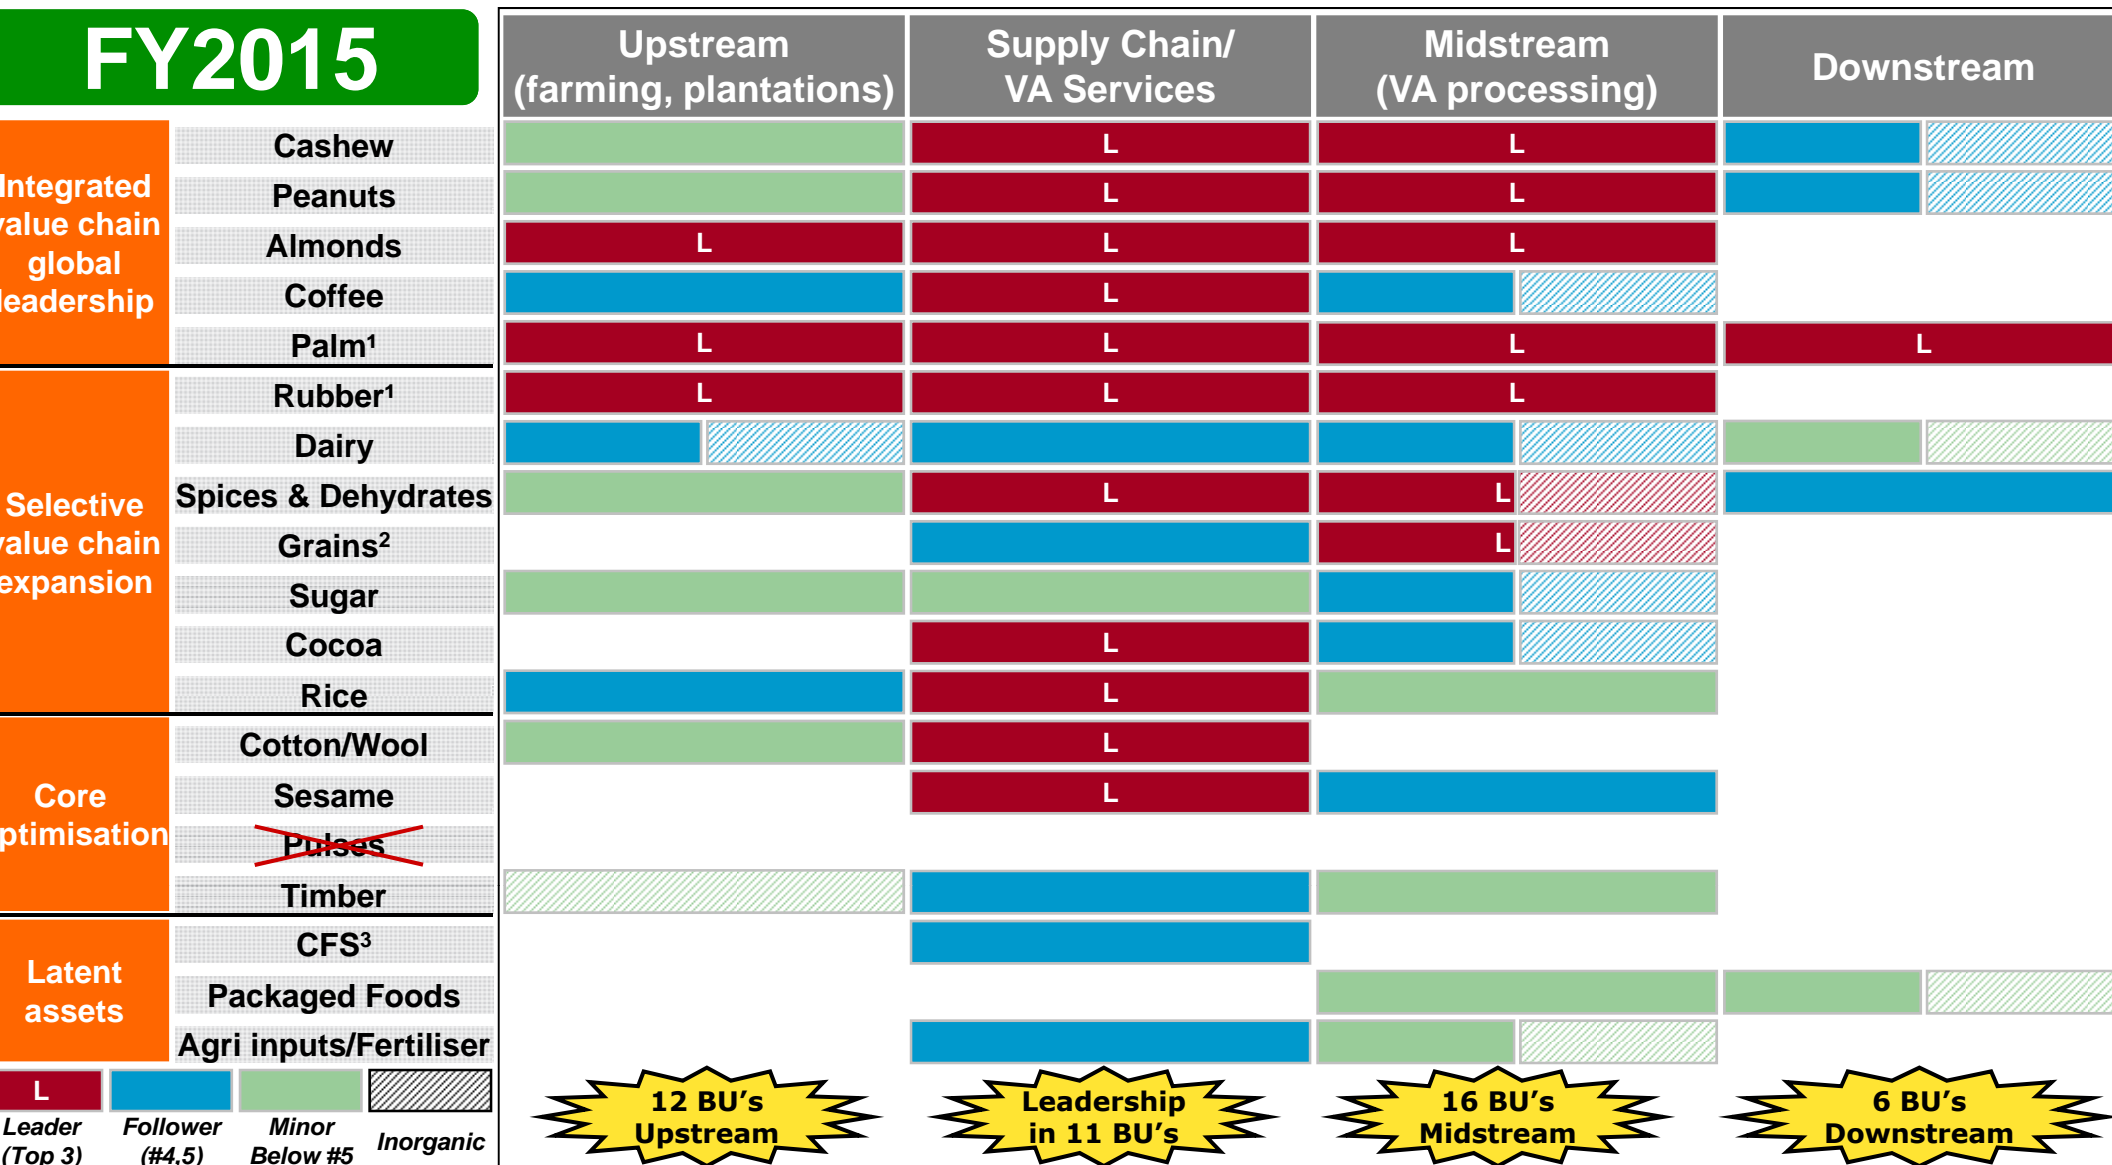 FY2015
Upstream
(farming, plantations)
Supply Chain/
VA Services
Midstream
(VA processing)
Downstream
Integrated
value chain
global
leadership
Cashew
L
L
Peanuts
L
L
Almonds
L
L
L
Coffee
L
Palm¹
L
L
L
L
Selective
value chain
expansion
Rubber¹
L
L
L
Dairy
Spices & Dehydrates
L
L
Grains²
L
Sugar
Cocoa
L
Rice
L
Core
ptimisation
Cotton/Wool
L
Sesame
L
Pulses
Timber
Latent
assets
CFS³
Packaged Foods
Agri inputs/Fertiliser
L
Leader
(Top 3)
Follower
(#4,5)
Minor
Below #5
Inorganic
12 BU's
Upstream
Leadership
in 11 BU's
16 BU's
Midstream
6 BU's
Downstream